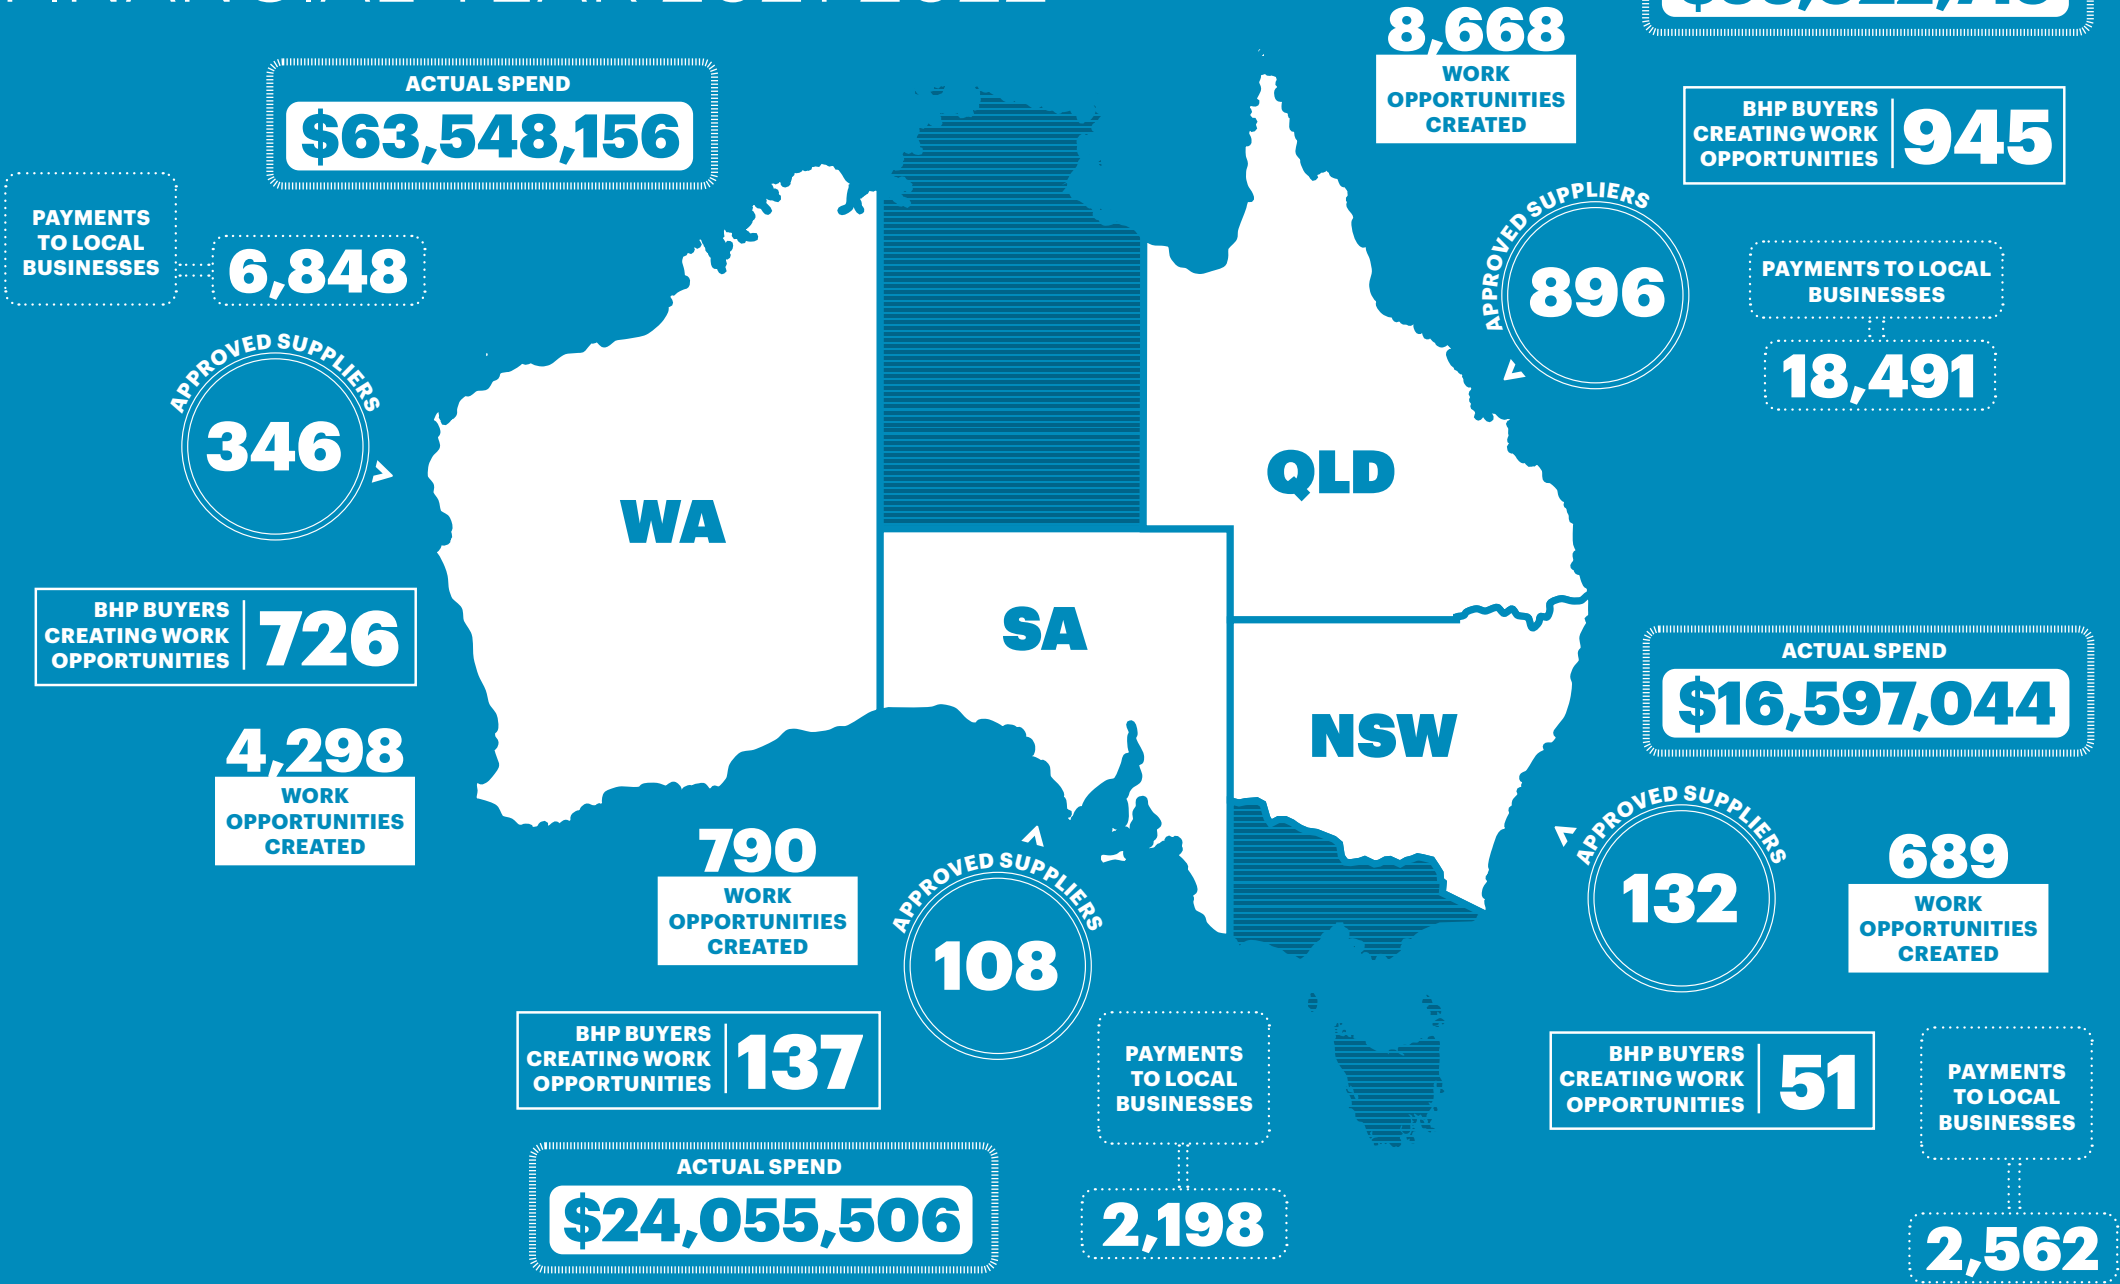 FINANCIAL YEAR 2021/2022
ACTUAL SPEND
$63,548,156
PAYMENTS
TO LOCAL
BUSINESSES
6,848
APPROVED SUPPLIERS
346
BHP BUYERS
CREATING WORK
OPPORTUNITIES
726
4,298
WORK
OPPORTUNITIES
CREATED
WA
8,668
WORK
OPPORTUNITIES
CREATED
BHP BUYERS
CREATING WORK
OPPORTUNITIES
945
APPROVED SUPPLIERS
896
PAYMENTS TO LOCAL
BUSINESSES
18,491
QLD
SA
790
WORK
OPPORTUNITIES
CREATED
APPROVED SUPPLIERS
108
BHP BUYERS
CREATING WORK
OPPORTUNITIES
137
PAYMENTS
TO LOCAL
BUSINESSES
2,198
ACTUAL SPEND
$24,055,506
NSW
ACTUAL SPEND
$16,597,044
APPROVED SUPPLIERS
132
689
WORK
OPPORTUNITIES
CREATED
BHP BUYERS
CREATING WORK
OPPORTUNITIES
51
PAYMENTS
TO LOCAL
BUSINESSES
2,562